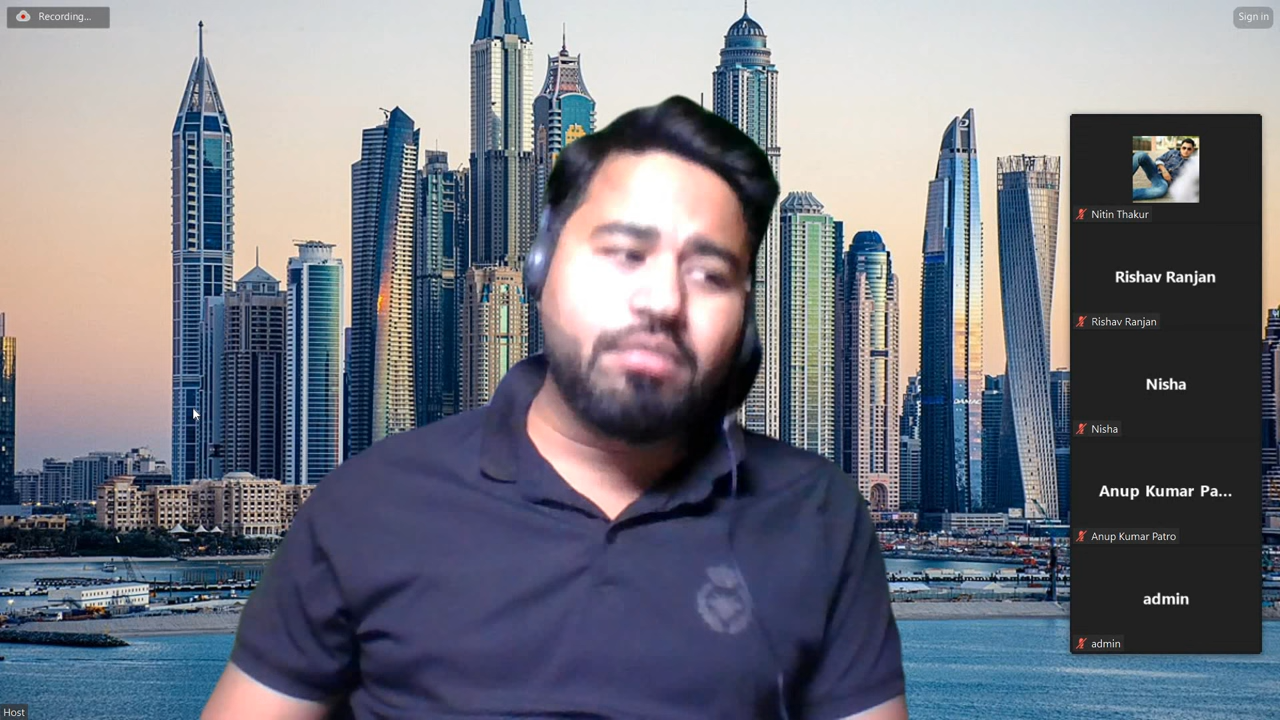 Recording...
Sign in
Nitin Thakur
Rishav Ranjan
Rishav Ranjan
Nisha
Nisha
Anup Kumar Pa...
Anup Kumar Patro
admin
admin
DAMAC
Host